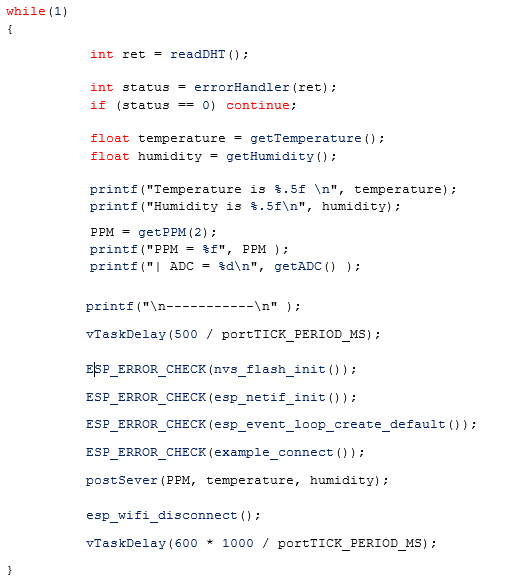 while(1)
{
int ret = readDHT();
int status = errorHandler(ret);
if (status == 0) continue;
float temperature = getTemperature();
float humidity = getHumidity();
printf("Temperature is %.5f \n", temperature);
printf("Humidity is %.5f\n", humidity);
PPM = getPPM(2);
printf("PPM = %f", PPM );
printf("| ADC = %d\n", getADC() );
printf("\n-----------\n" );
vTaskDelay(500 / portTICK_PERIOD_MS);
ESP_ERROR_CHECK(nvs_flash_init());
ESP_ERROR_CHECK(esp_netif_init());
ESP_ERROR_CHECK(esp_event_loop_create_default());
ESP_ERROR_CHECK(example_connect());
postSever(PPM, temperature, humidity);
esp_wifi_disconnect();
vTaskDelay(600 * 1000 / portTICK_PERIOD_MS);
}